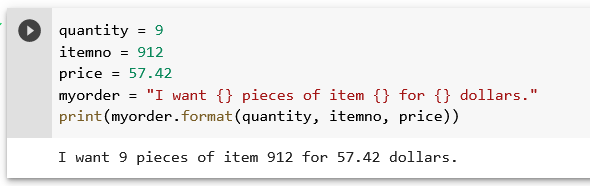 quantity = 9
itemno = 912
price = 57.42
myorder = "I want {} pieces of item {} for {} dollars."
print(myorder.format(quantity, itemno, price))
I want 9 pieces of item 912 for 57.42 dollars.